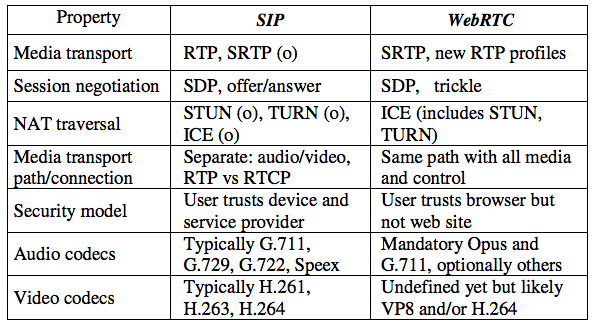 Property SIP WebRTC
Media transport RTP, SRTP (o) SRTP, new RTP profiles
Session negotiation SDP, offer/answer SDP, trickle
NAT traversal STUN (o), TURN (o), ICE (o) ICE (includes STUN, TURN)
Media transport path/connection Separate: audio/video, RTP vs RTCP Same path with all media and control
Security model User trusts device and service provider User trusts browser but not web site
Audio codecs Typically G.711, G.729, G.722, Speex Mandatory Opus and G.711, optionally others
Video codecs Typically H.261, H.263, H.264 Undefined yet but likely VP8 and/or H.264